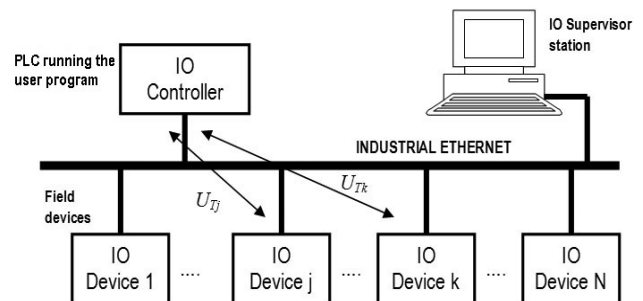 PLC running the
user program
IO
Controller
IO Supervisor
station
INDUSTRIAL ETHERNET
Field
devices
U_Tj
U_Tk
IO
Device 1
....
IO
Device j
....
IO
Device k
....
IO
Device N